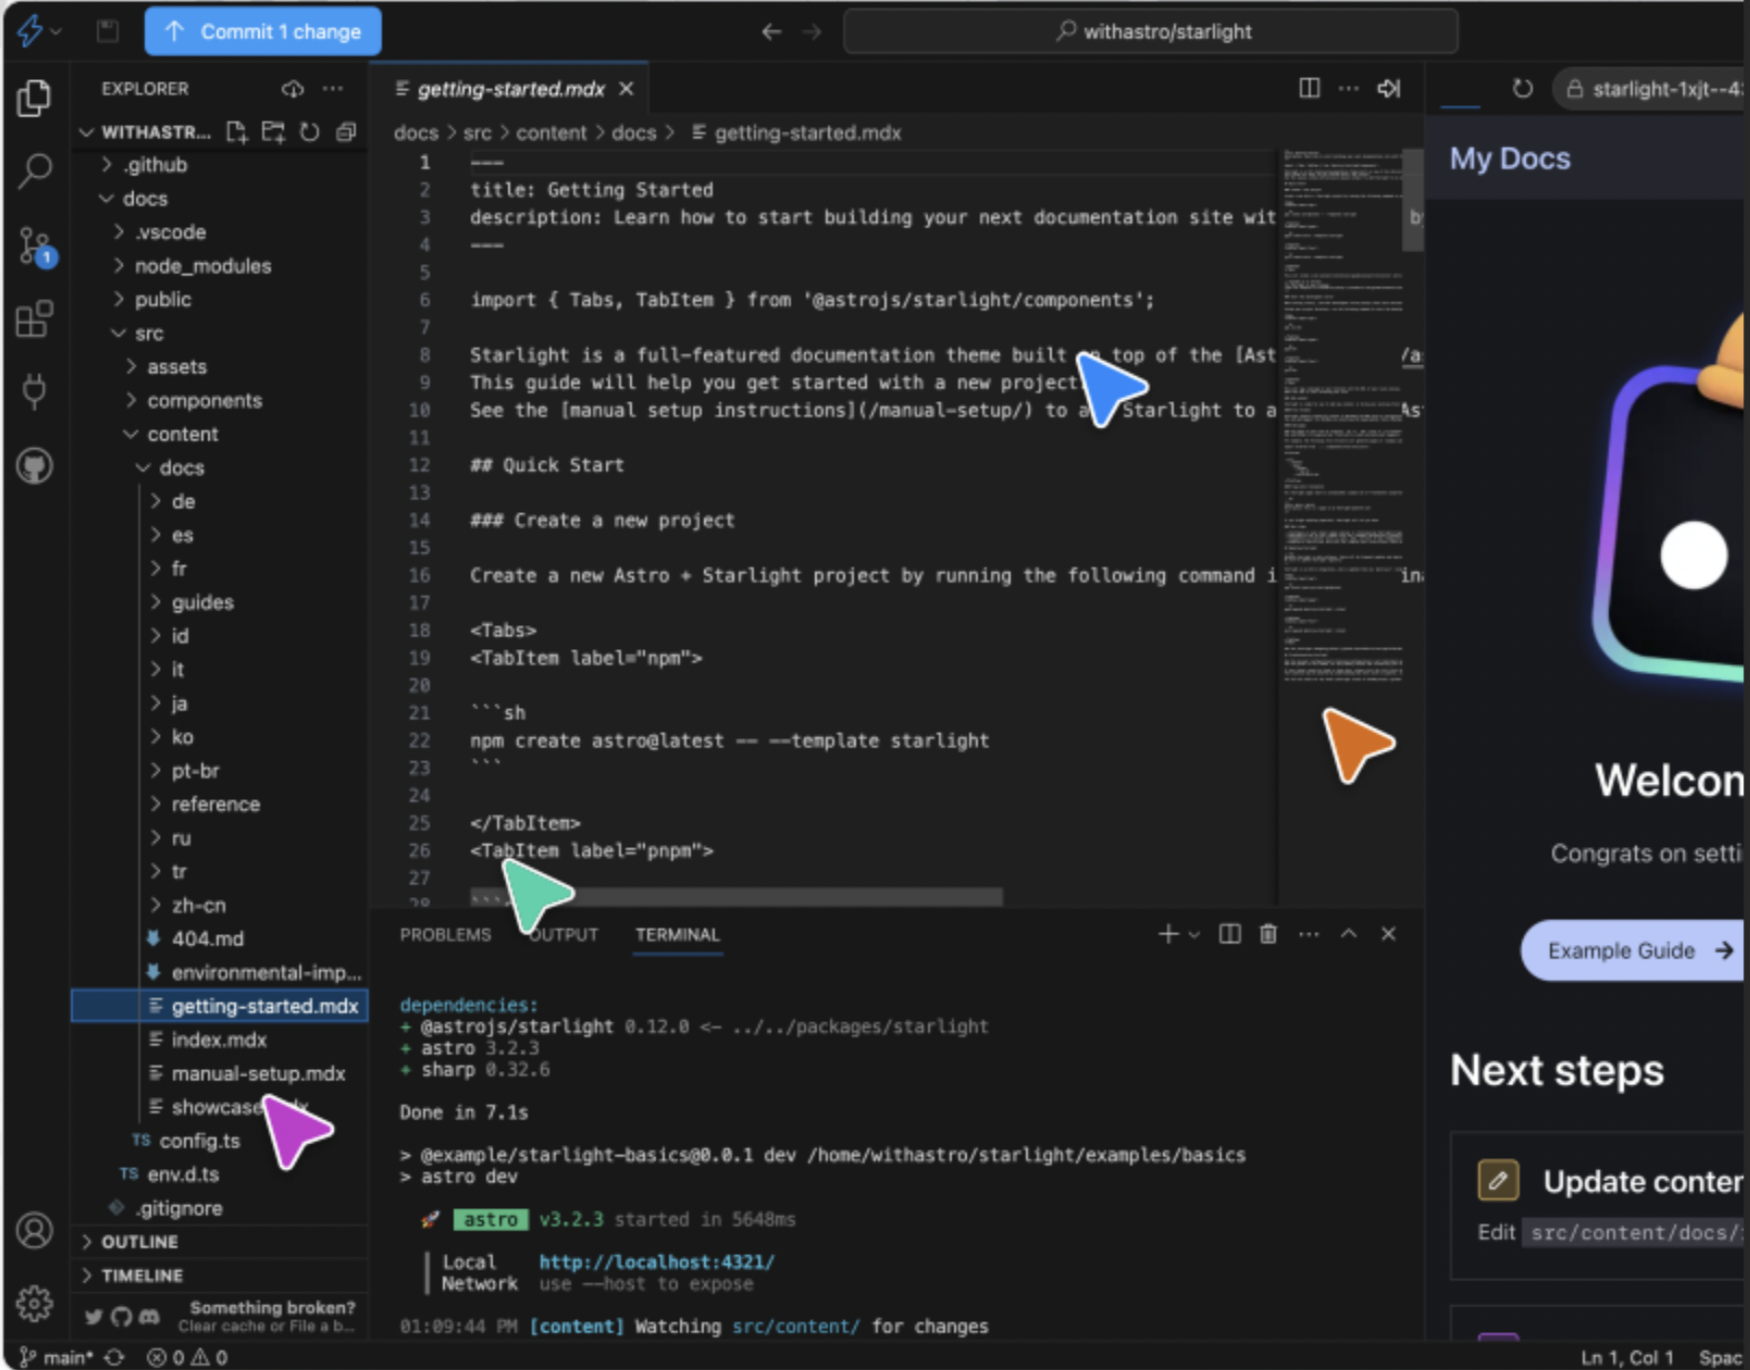 Commit 1 change
withastro/starlight
EXPLORER
WITHASTR...
.github
docs
.vscode
node_modules
public
src
assets
components
content
docs
de
es
fr
guides
id
it
ja
ko
pt-br
reference
ru
tr
zh-cn
404.md
environmental-imp...
getting-started.mdx
index.mdx
manual-setup.mdx
showcase
TS config.ts
TS env.d.ts
.gitignore
OUTLINE
TIMELINE
Something broken?
Clear cache or File a b...
1
getting-started.mdx
docs > src > content > docs > getting-started.mdx
1 ---
2 title: Getting Started
3 description: Learn how to start building your next documentation site wit
4 ---
5
6 import { Tabs, TabItem } from '@astrojs/starlight/components';
7
8 Starlight is a full-featured documentation theme built top of the [Ast
9 This guide will help you get started with a new project.
10 See the [manual setup instructions](/manual-setup/) to Starlight to a
11
12 ## Quick Start
13
14 ### Create a new project
15
16 Create a new Astro + Starlight project by running the following command i
17
18 <Tabs>
19 <TabItem label="npm">
20
21 ```sh
22 npm create astro@latest -- --template starlight
23 ```
24
25 </TabItem>
26 <TabItem label="pnpm">
27
28
PROBLEMS OUTPUT TERMINAL
dependencies:
+ @astrojs/starlight 0.12.0 <- ../../packages/starlight
+ astro 3.2.3
+ sharp 0.32.6
Done in 7.1s
> @example/starlight-basics@0.0.1 dev /home/withastro/starlight/examples/basics
> astro dev
astro v3.2.3 started in 5648ms
Local http://localhost:4321/
Network use --host to expose
01:09:44 PM [content] Watching src/content/ for changes
starlight-1xjt--4
My Docs
Welcom
Congrats on setti
Example Guide →
Next steps
Update conten
Edit src/content/docs/
main* 0 0
Ln 1, Col 1 Spac